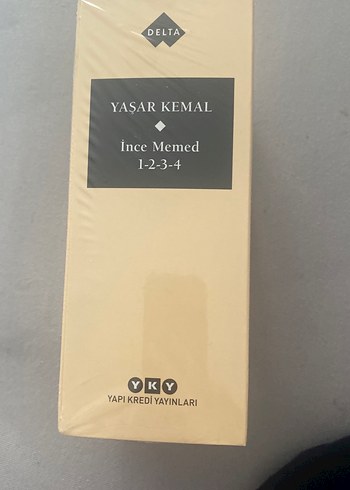 DELTA
YAŞAR KEMAL
İnce Memed
1-2-3-4
YKY
YAPI KREDİ YAYINLARI